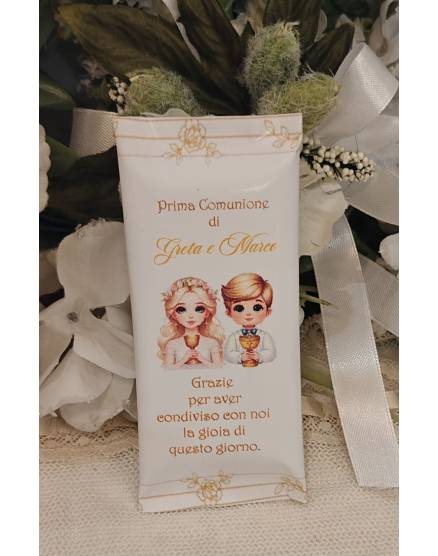 Prima Comunione
di
Greta e Marco
Grazie
per aver
condiviso con noi
la gioia di
questo giorno.